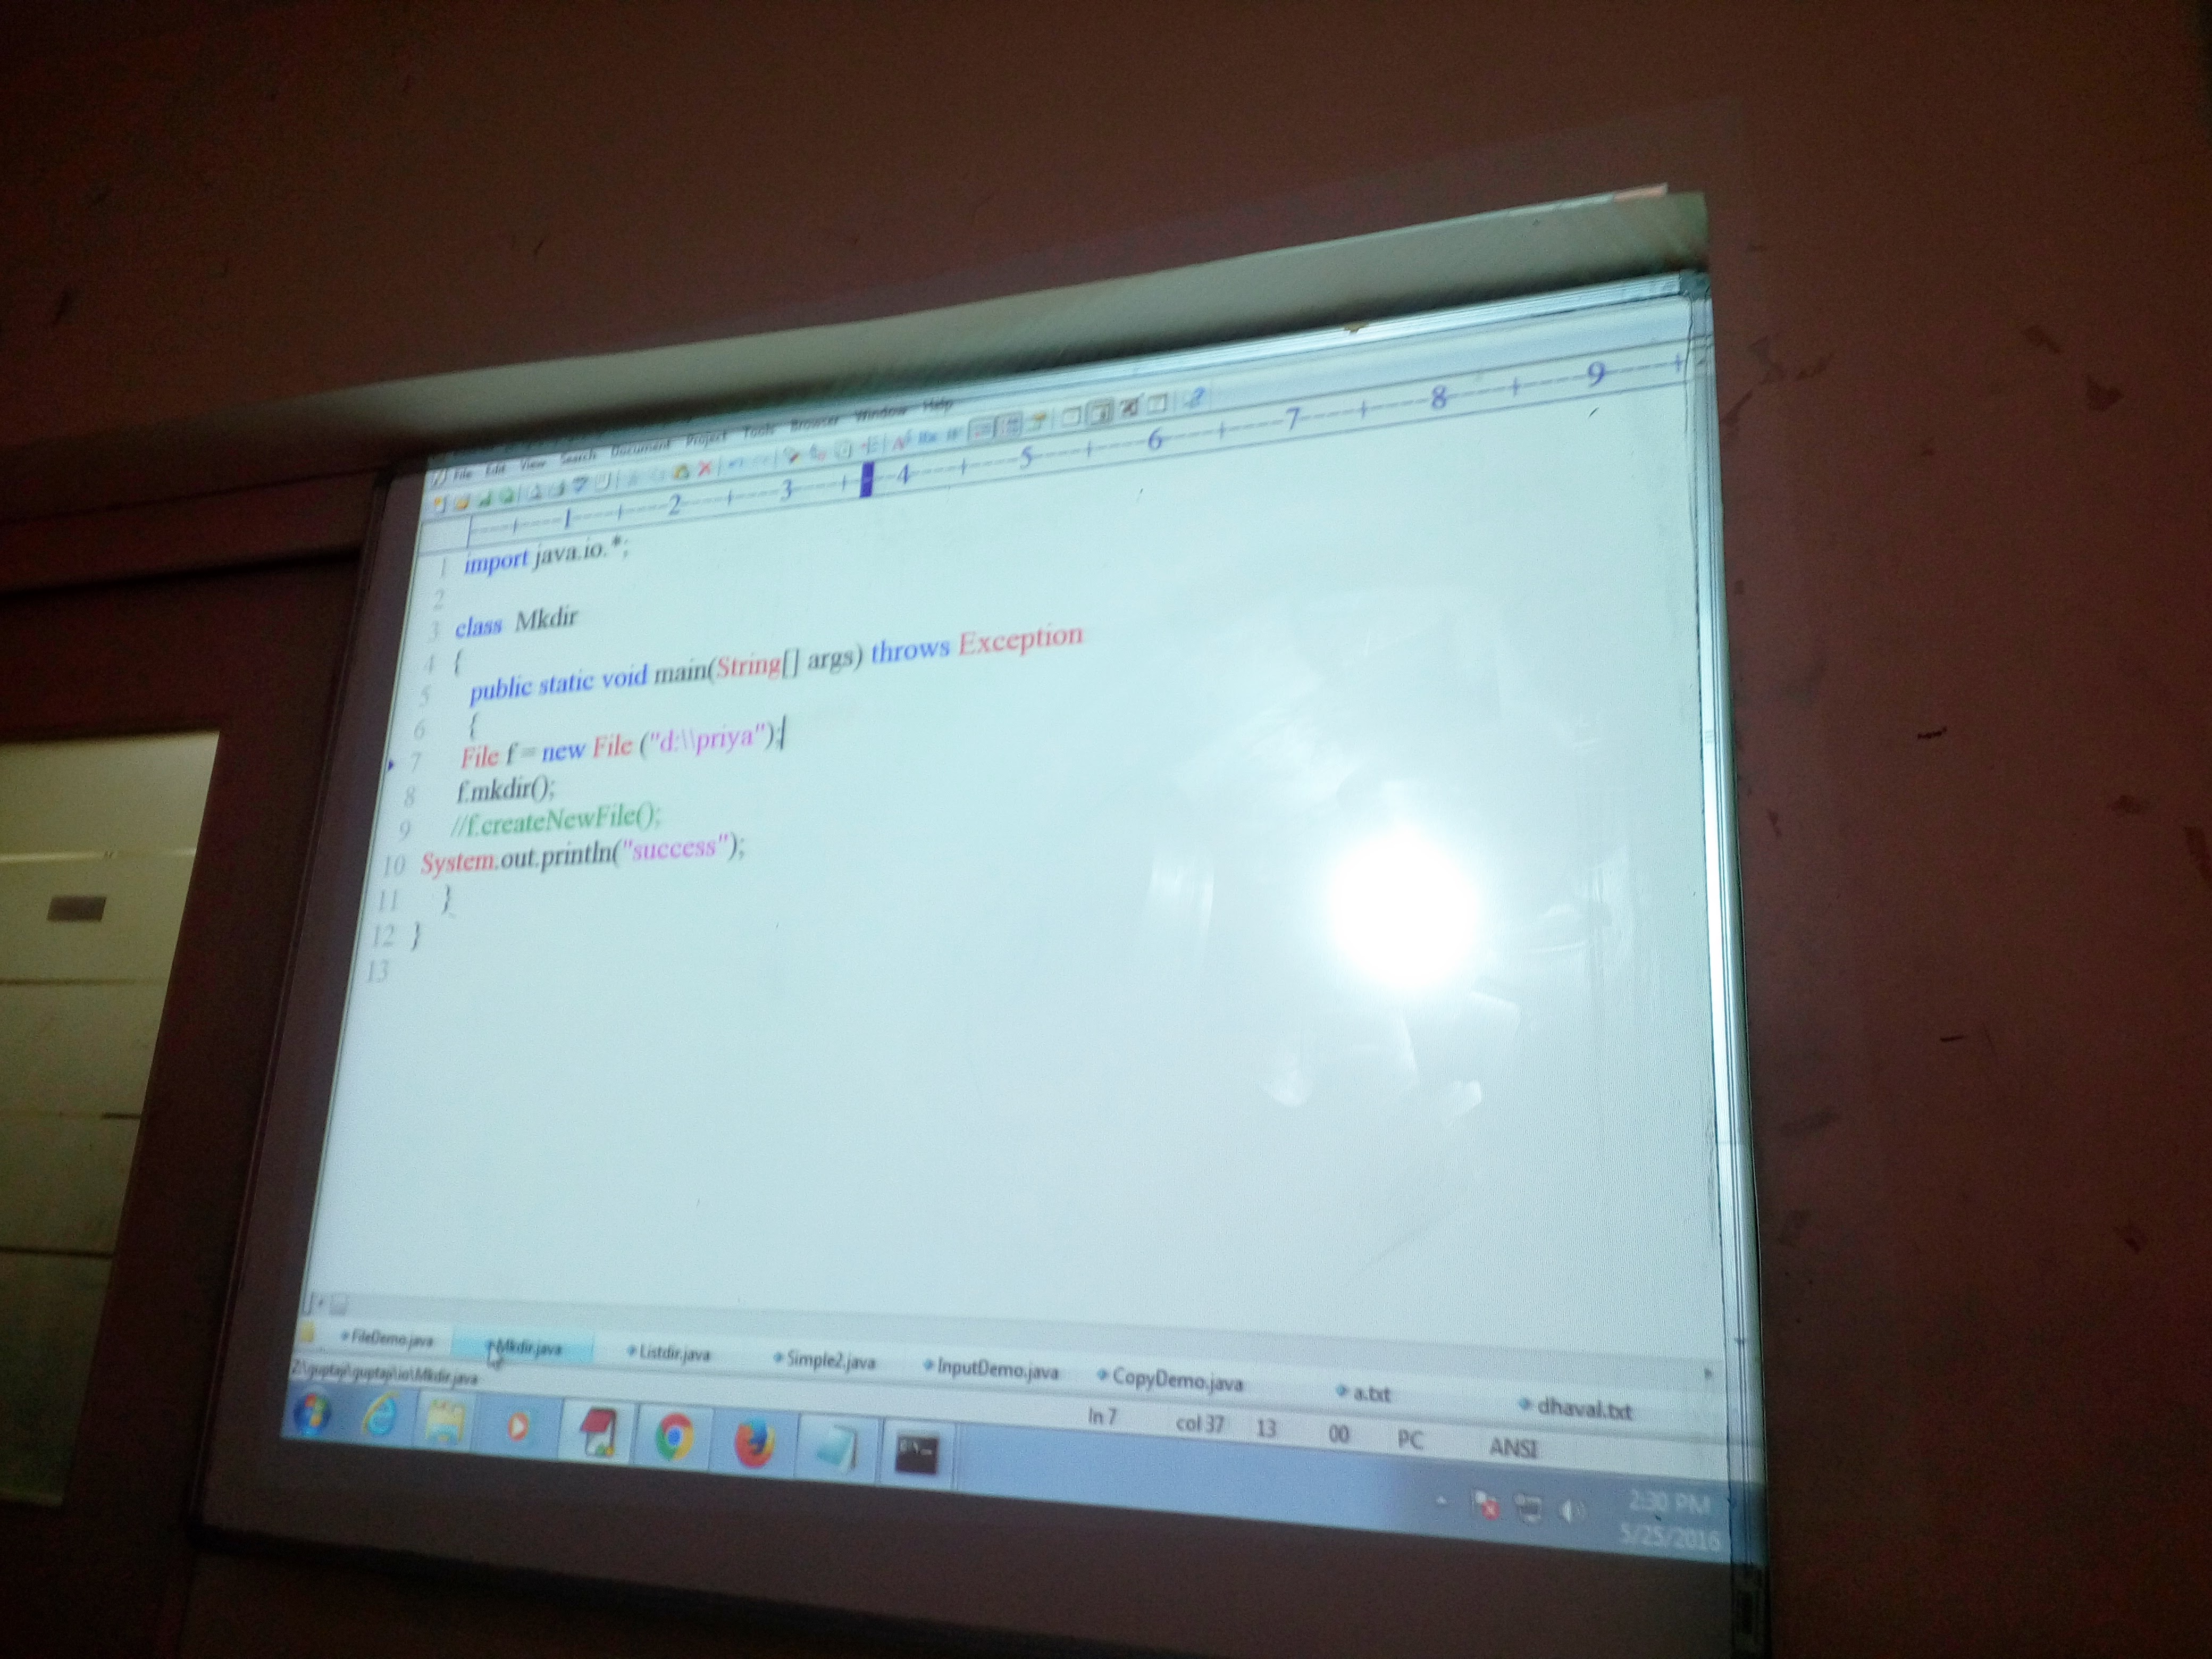 File Edit View Search Document Project Tools Browser Window Help
1 2 3 4 5 6 7 8 9
1 import java.io.*;
2
3 class Mkdir
4 {
5 public static void main(String[] args) throws Exception
6 {
7 File f = new File ("d:\\priya");
8 f.mkdir();
9 //f.createNewFile();
10 System.out.println("success");
11 }
12 }
13
FileDemo.java Mkdir.java Listdir.java Simple2.java InputDemo.java CopyDemo.java a.txt dhaval.txt
Z:\guptaji\guptaji\io\Mkdir.java
ln 7 col 37 13 00 PC ANSI
2:30 PM
5/25/2016